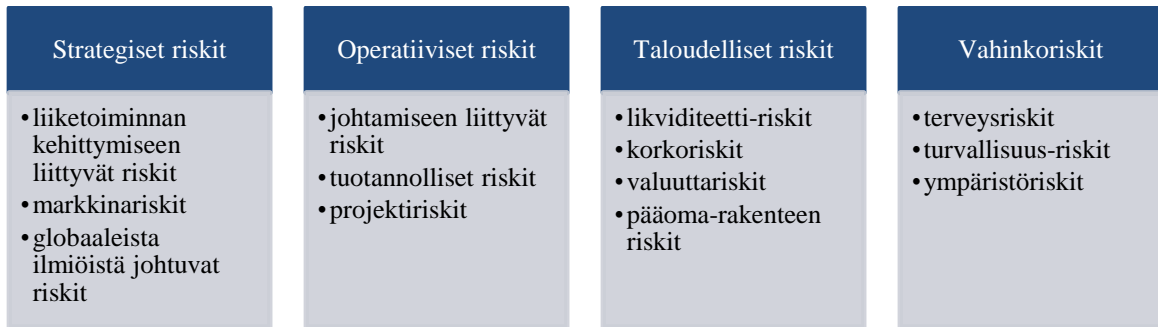 Strategiset riskit
•liiketoiminnan
kehittymiseen
liittyvät riskit
•markkinariskit
•globaaleista
ilmiöistä johtuvat
riskit
Operatiiviset riskit
•johtamiseen liittyvät
riskit
•tuotannolliset riskit
•projektiriskit
Taloudelliset riskit
•likviditeetti-riskit
•korkoriskit
•valuuttariskit
•pääoma-rakenteen
riskit
Vahinkoriskit
•terveysriskit
•turvallisuus-riskit
•ympäristöriskit